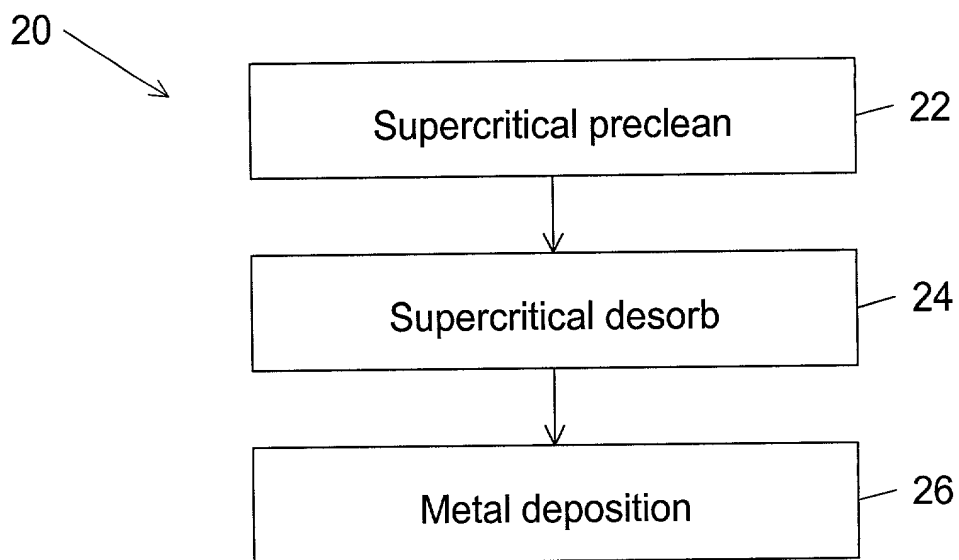 20
Supercritical preclean
22
Supercritical desorb
24
Metal deposition
26